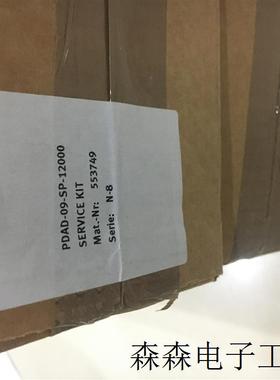 PDAD-09-SP-12000
SERVICE KIT
Mat.-Nr: 553749
Serie: N-8
森森电子工